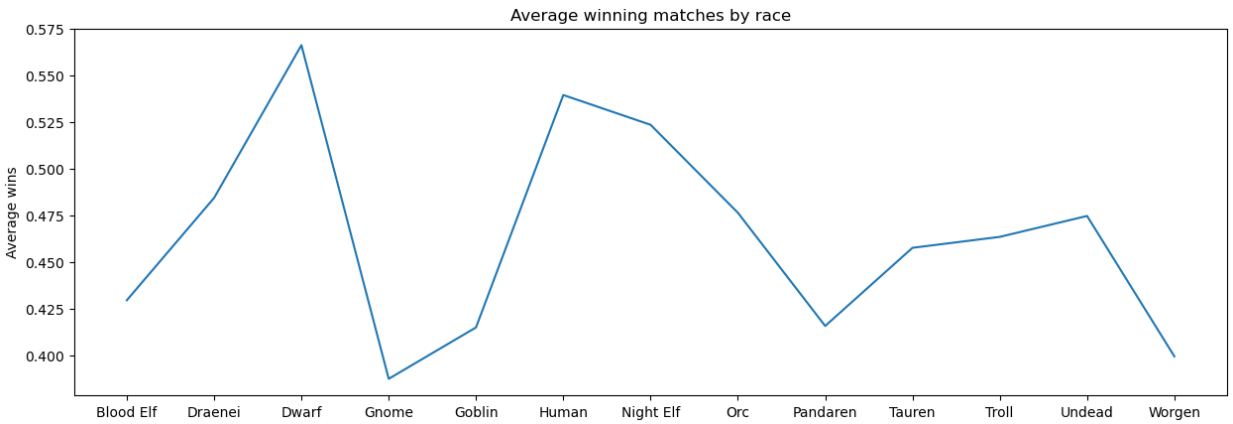 Average winning matches by race
Average wins
0.575
0.550
0.525
0.500
0.475
0.450
0.425
0.400
Blood Elf Draenei Dwarf Gnome Goblin Human Night Elf Orc Pandaren Tauren Troll Undead Worgen